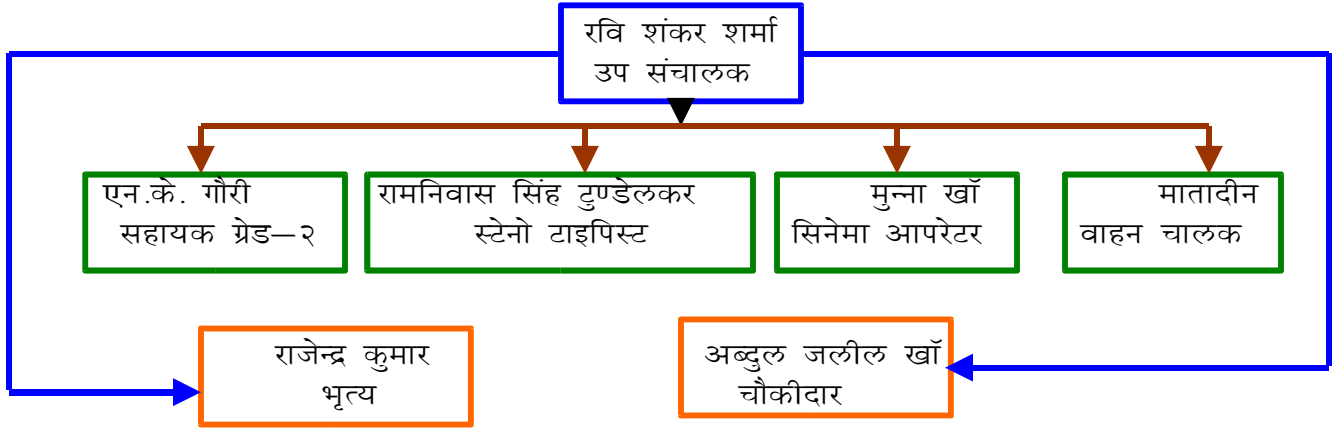 रवि शंकर शर्मा
उप संचालक
एन.के. गौरी
सहायक ग्रेड—२
रामनिवास सिंह टुण्डेलकर
स्टेनो टाइपिस्ट
मुन्ना खॉ
सिनेमा आपरेटर
मातादीन
वाहन चालक
राजेन्द्र कुमार
भृत्य
अब्दुल जलील खॉ
चौकीदार